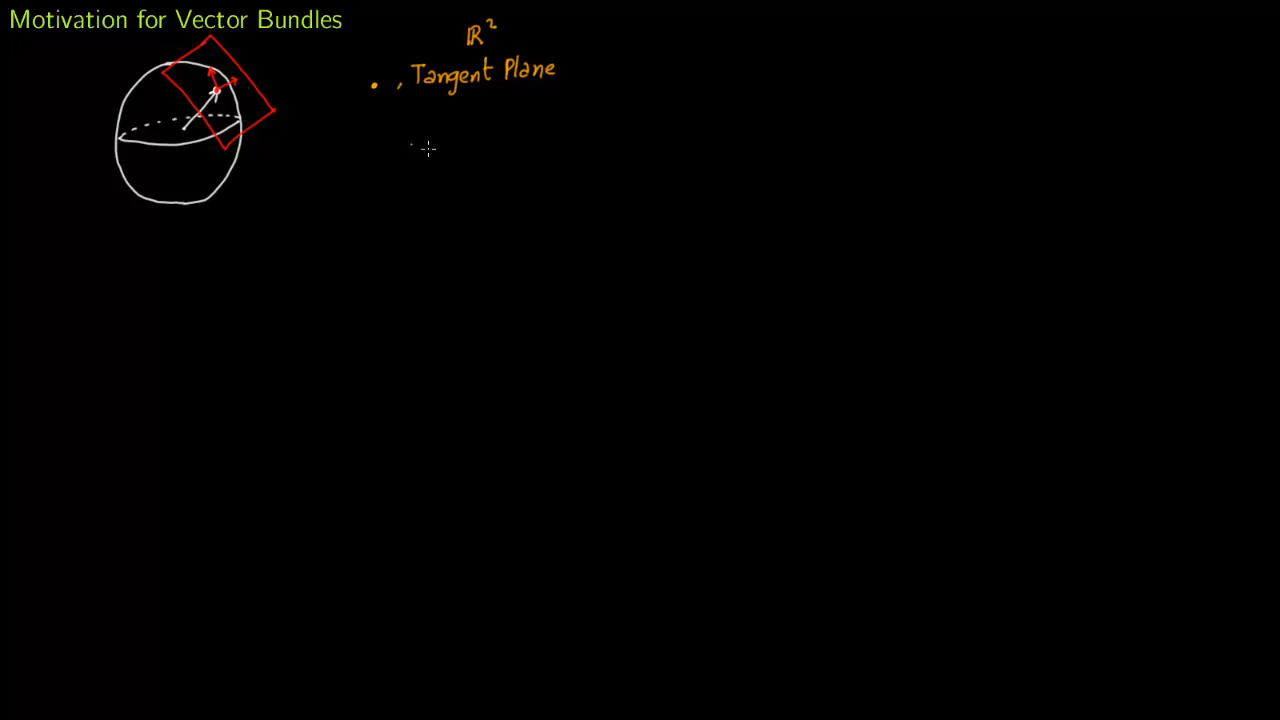 Motivation for Vector Bundles
ℝ²
• , Tangent Plane